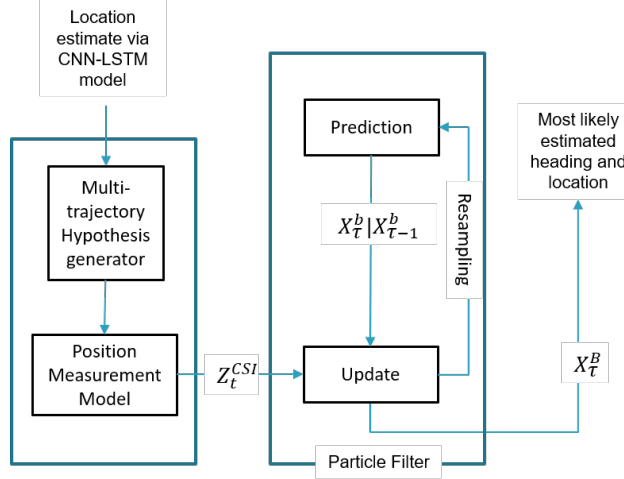 Location
estimate via
CNN-LSTM
model
Multi-
trajectory
Hypothesis
generator
Position
Measurement
Model
Z_t^{CSI}
Prediction
X_τ^b|X_{τ-1}^b
Resampling
Update
Particle Filter
Most likely
estimated
heading and
location
X_τ^B